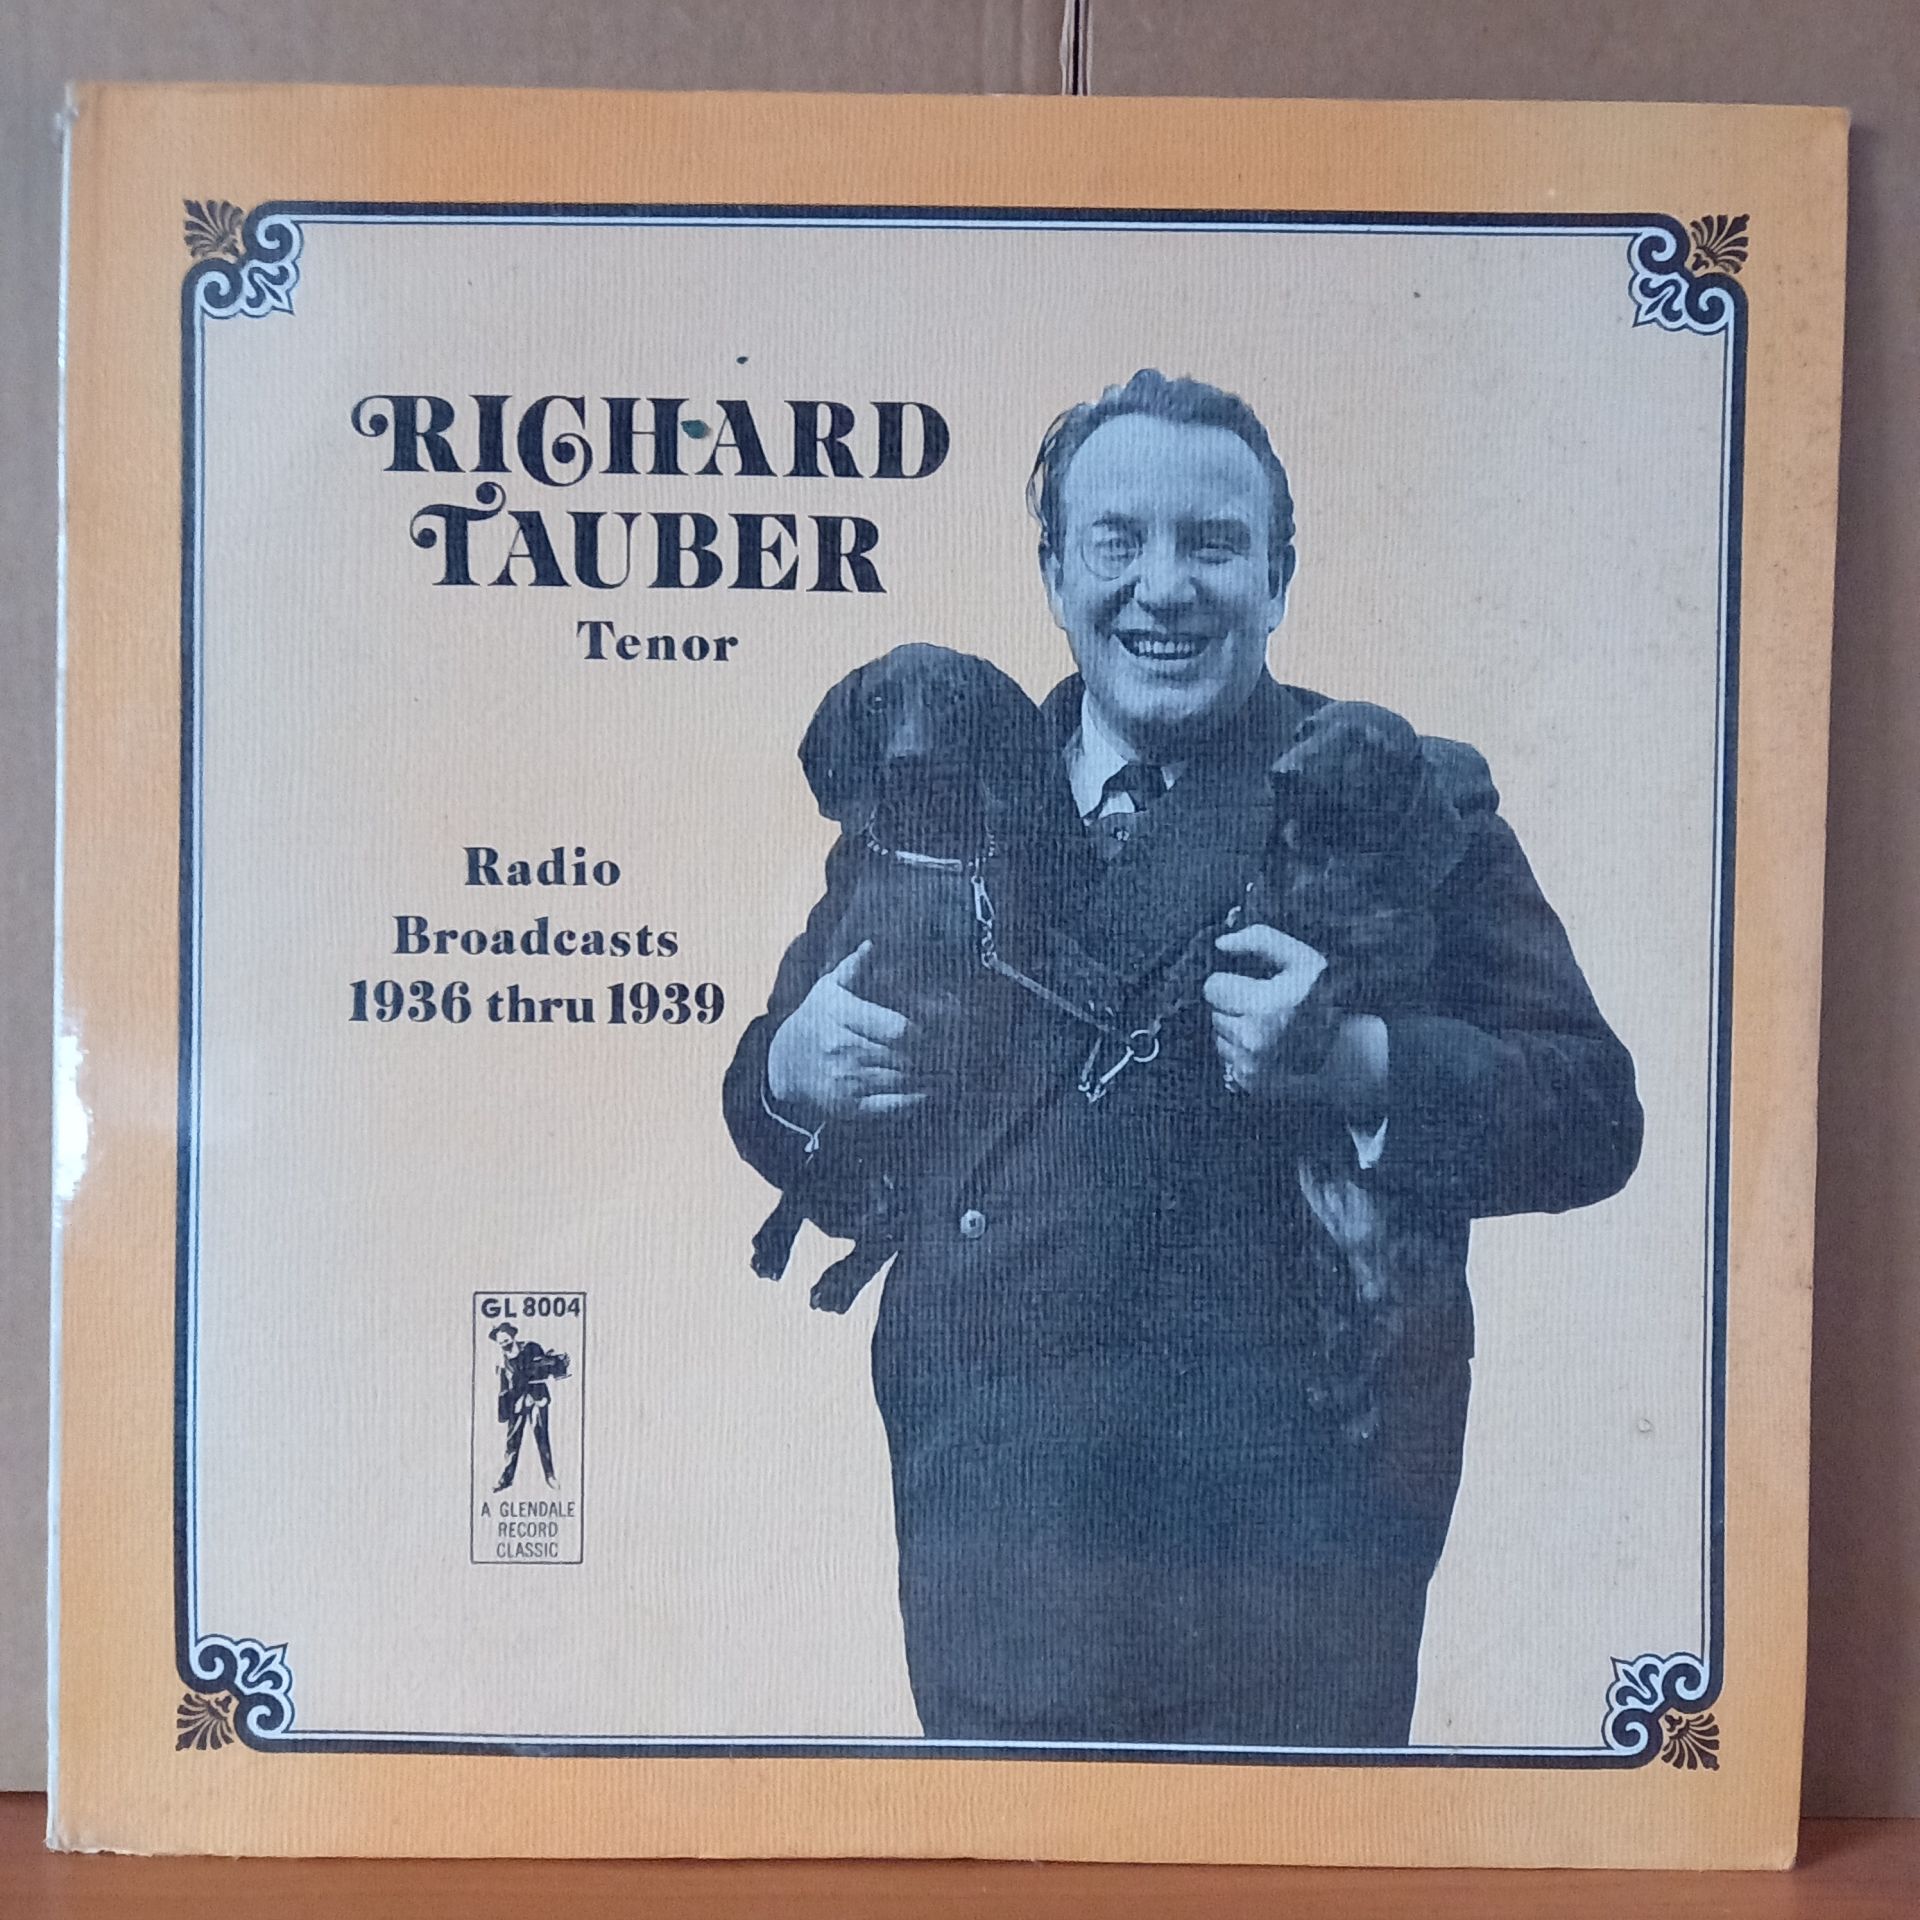 RICHARD
TAUBER
Tenor
Radio
Broadcasts
1936 thru 1939
GL 8004
A GLENDALE
RECORD
CLASSIC